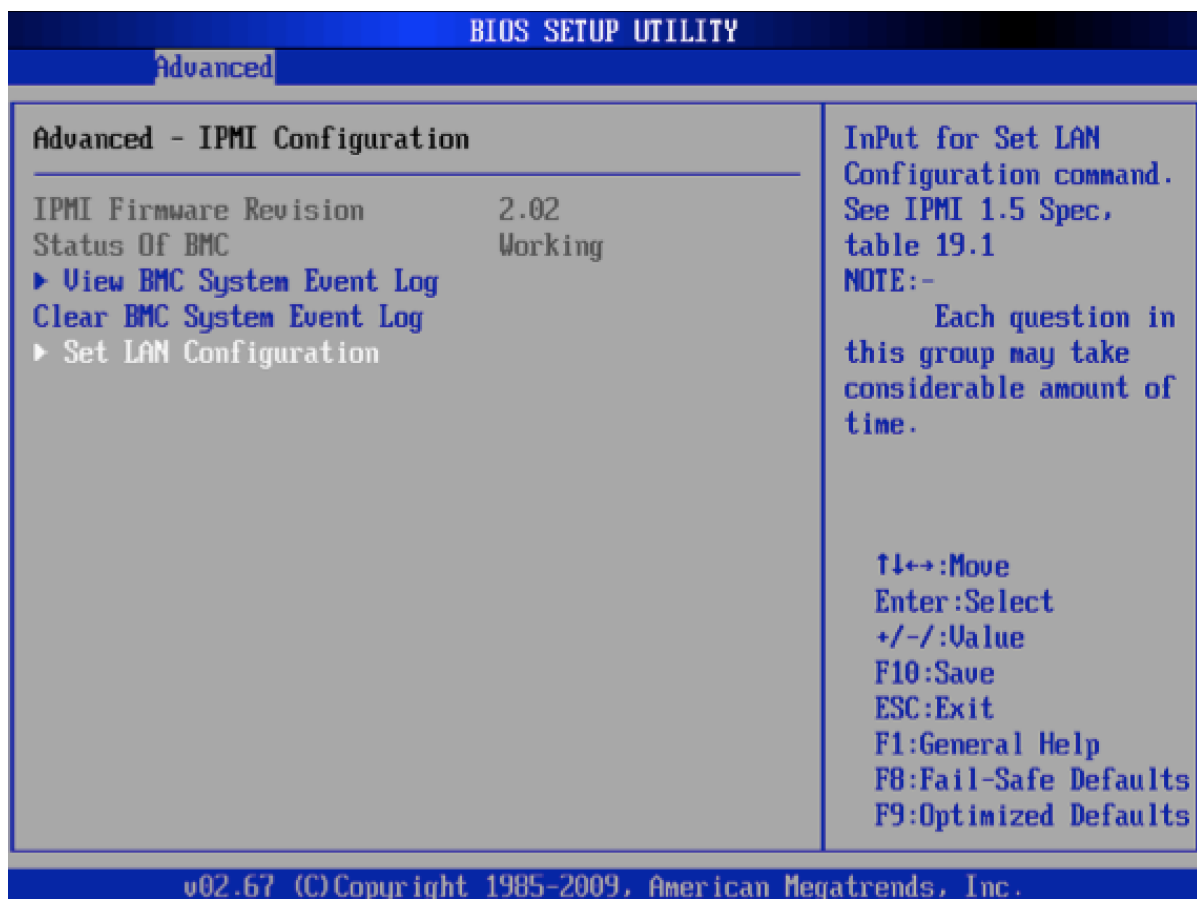 BIOS SETUP UTILITY
Advanced
Advanced - IPMI Configuration
IPMI Firmware Revision 2.02
Status Of BMC Working
▶ View BMC System Event Log
Clear BMC System Event Log
▶ Set LAN Configuration
InPut for Set LAN
Configuration command.
See IPMI 1.5 Spec,
table 19.1
NOTE:-
Each question in
this group may take
considerable amount of
time.
↑↓←→:Move
Enter:Select
+/-/:Value
F10:Save
ESC:Exit
F1:General Help
F8:Fail-Safe Defaults
F9:Optimized Defaults
v02.67 (C)Copyright 1985-2009, American Megatrends, Inc.